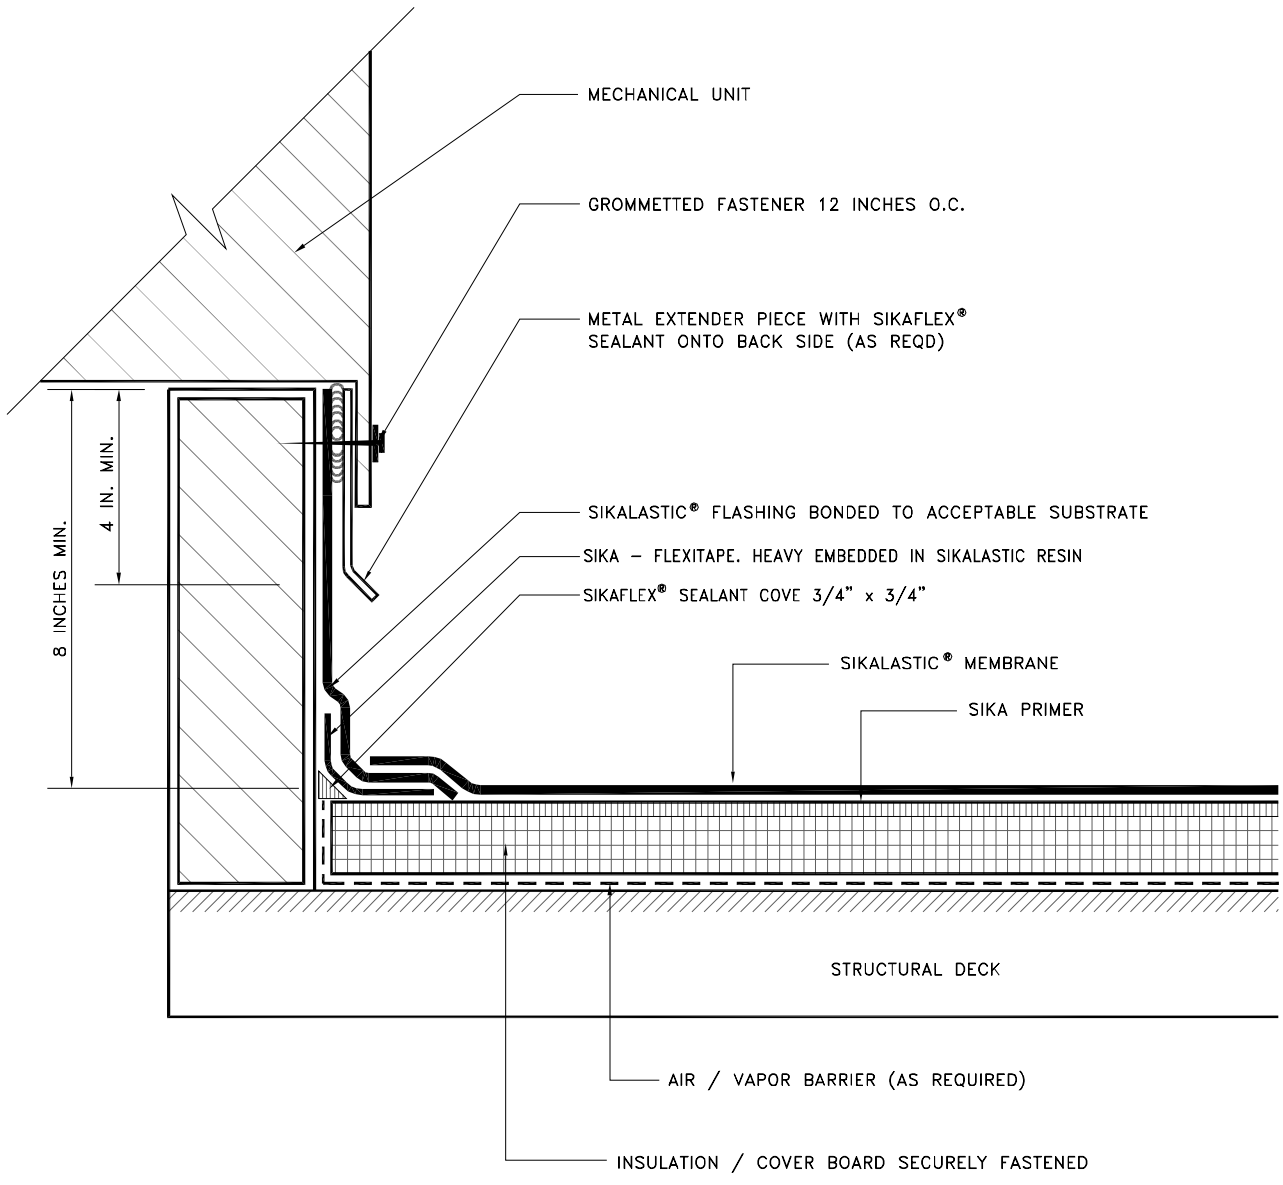 MECHANICAL UNIT
GROMMETTED FASTENER 12 INCHES O.C.
METAL EXTENDER PIECE WITH SIKAFLEX®
SEALANT ONTO BACK SIDE (AS REQD)
4 IN. MIN.
8 INCHES MIN.
SIKALASTIC® FLASHING BONDED TO ACCEPTABLE SUBSTRATE
SIKA – FLEXITAPE. HEAVY EMBEDDED IN SIKALASTIC RESIN
SIKAFLEX® SEALANT COVE 3/4" x 3/4"
SIKALASTIC® MEMBRANE
SIKA PRIMER
STRUCTURAL DECK
AIR / VAPOR BARRIER (AS REQUIRED)
INSULATION / COVER BOARD SECURELY FASTENED